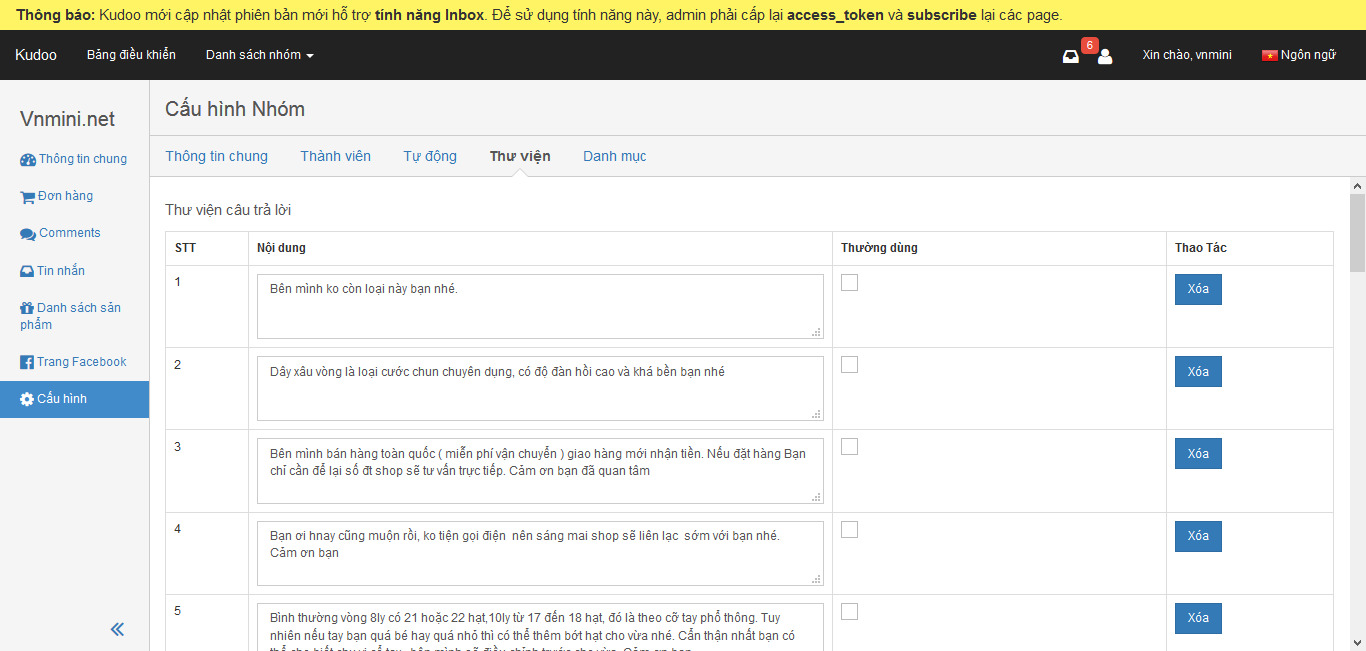 Thông báo: Kudoo mới cập nhật phiên bản mới hỗ trợ tính năng Inbox. Để sử dụng tính năng này, admin phải cấp lại access_token và subscribe lại các page.
Kudoo Bảng điều khiển Danh sách nhóm 6 Xin chào, vnmini Ngôn ngữ
Vnmini.net
Thông tin chung
Đơn hàng
Comments
Tin nhắn
Danh sách sản
phẩm
Trang Facebook
Cấu hình
Cấu hình Nhóm
Thông tin chung Thành viên Tự động Thư viện Danh mục
Thư viện câu trả lời
STT Nội dung Thường dùng Thao Tác
1 Bên mình ko còn loại này bạn nhé. Xóa
2 Dây xâu vòng là loại cước chun chuyên dụng, có độ đàn hồi cao và khá bền bạn nhé Xóa
3 Bên mình bán hàng toàn quốc ( miễn phí vận chuyển ) giao hàng mới nhận tiền. Nếu đặt hàng Bạn Xóa
chỉ cần để lại số đt shop sẽ tư vấn trực tiếp. Cảm ơn bạn đã quan tâm
4 Bạn ơi hnay cũng muộn rồi, ko tiện gọi điện nên sáng mai shop sẽ liên lạc sớm với bạn nhé. Xóa
Cảm ơn bạn
5 Bình thường vòng 8ly có 21 hoặc 22 hạt,10ly từ 17 đến 18 hạt, đó là theo cỡ tay phổ thông. Tuy Xóa
nhiên nếu tay bạn quá bé hay quá nhỏ thì có thể thêm bớt hạt cho vừa nhé. Cẩn thận nhất bạn có